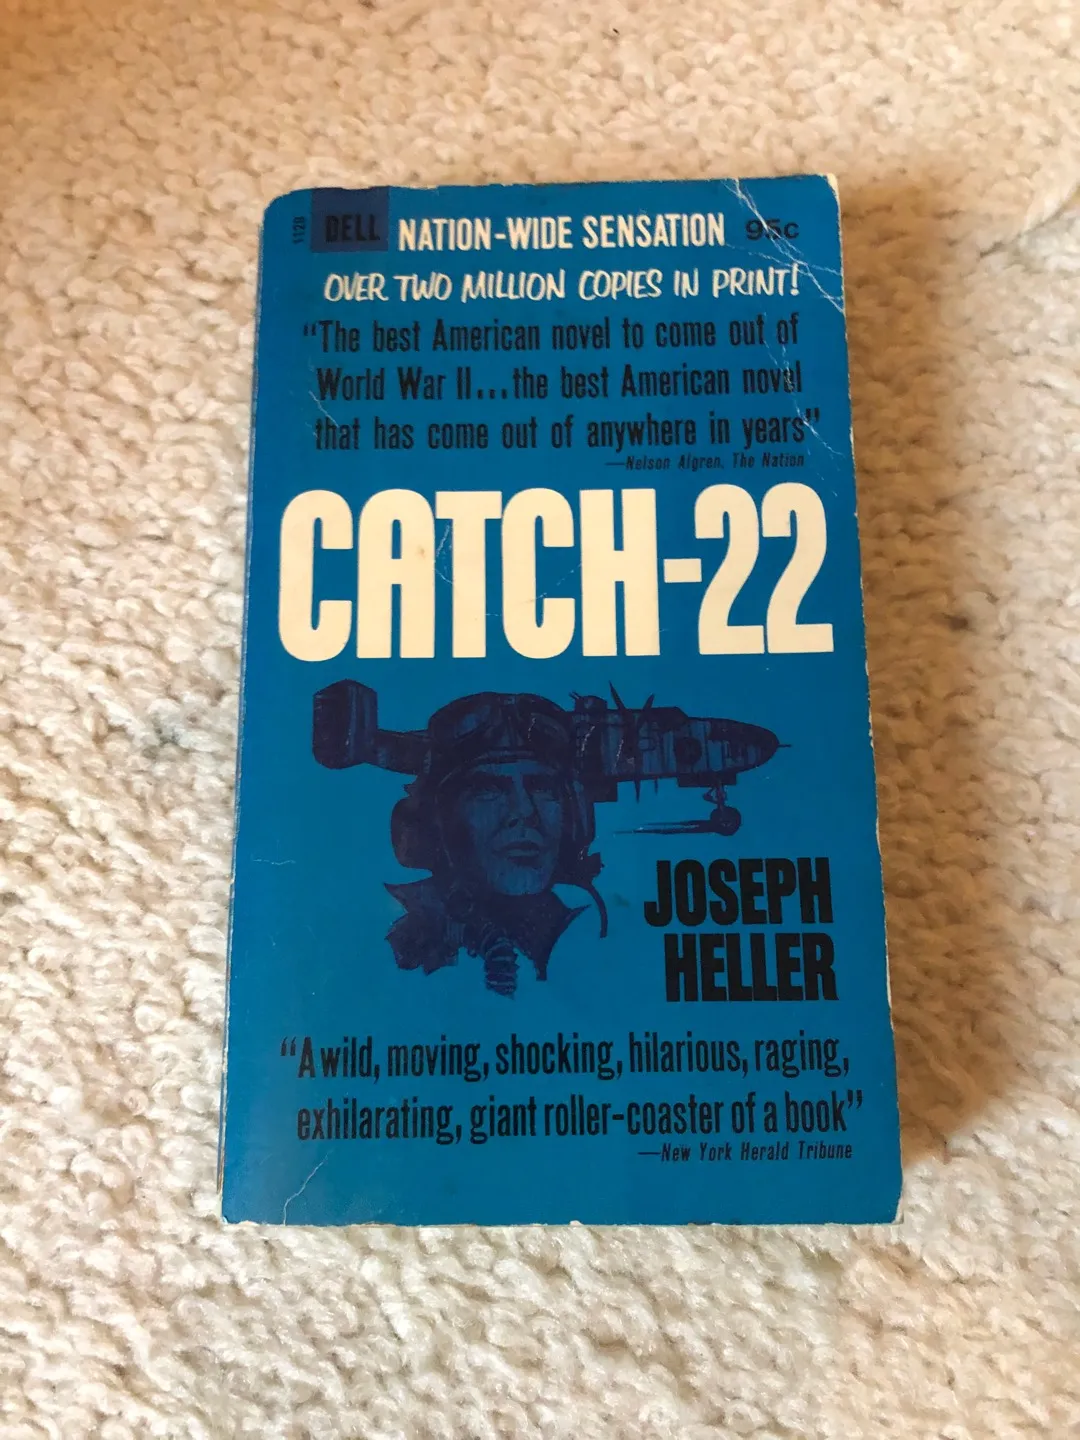 1120
DELL NATION-WIDE SENSATION 95c
OVER TWO MILLION COPIES IN PRINT!
"The best American novel to come out of
World War II...the best American novel
that has come out of anywhere in years"
—Nelson Algren, The Nation
CATCH-22
JOSEPH
HELLER
"A wild, moving, shocking, hilarious, raging,
exhilarating, giant roller-coaster of a book"
—New York Herald Tribune